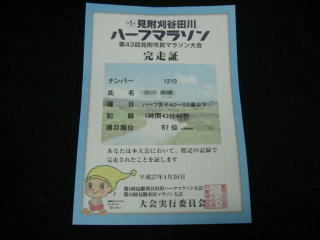 第1回 見附刈谷田川
ハーフマラソン
第43回見附市民マラソン大会
完走証
ナンバー 1210
氏名
種目 ハーフ男子40～50歳以下
記録 1時間43分48秒
種目順位 67位
あなたは本大会において、標記の記録で
完走されたことを証します
平成27年4月26日
第1回見附刈谷田川ハーフマラソン大会
第43回見附市民マラソン大会
大会実行委員会